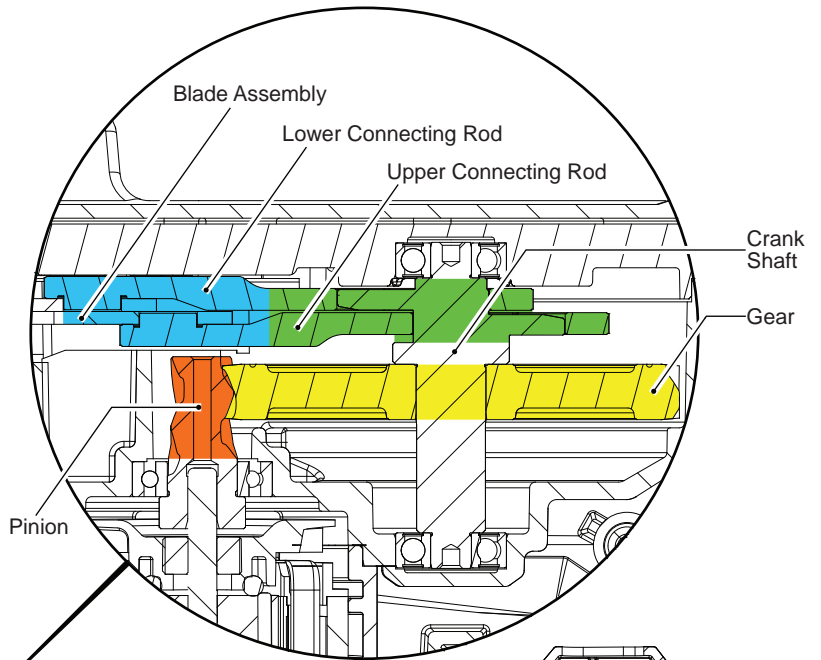 Blade Assembly
Lower Connecting Rod
Upper Connecting Rod
Crank
Shaft
Gear
Pinion